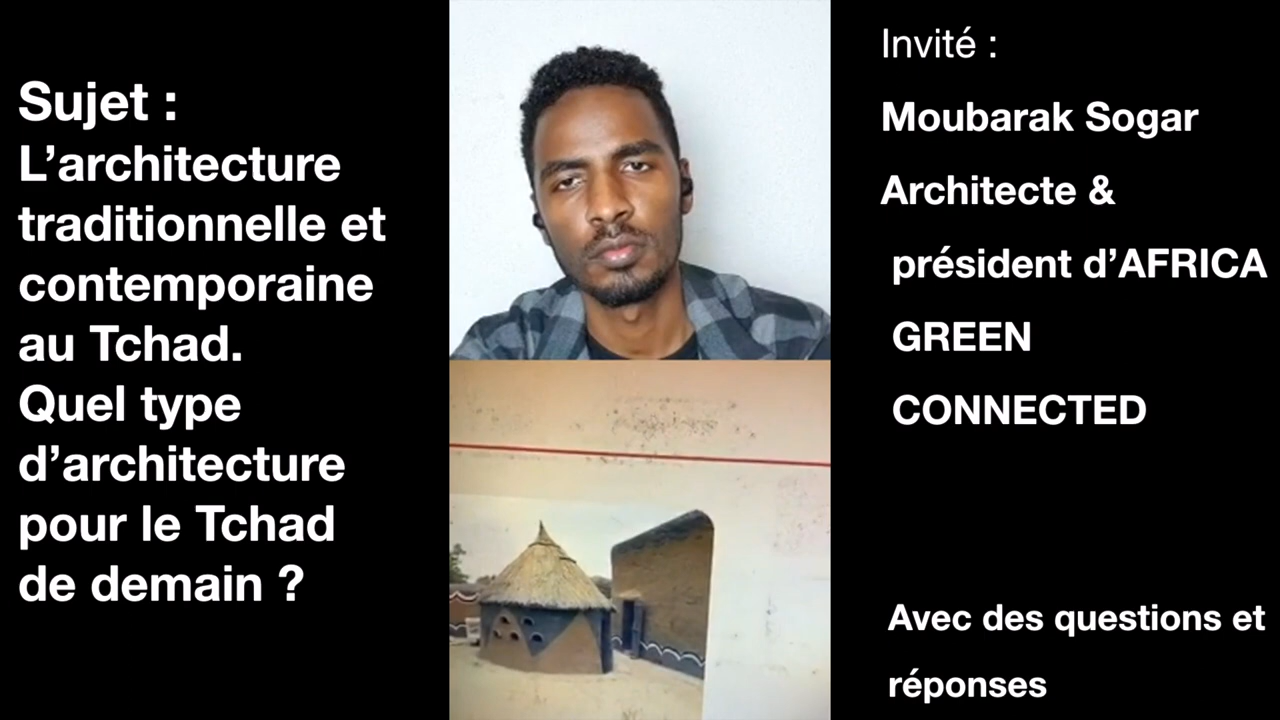 Sujet :
L’architecture
traditionnelle et
contemporaine
au Tchad.
Quel type
d’architecture
pour le Tchad
de demain ?
Invité :
Moubarak Sogar
Architecte &
président d’AFRICA
GREEN
CONNECTED
Avec des questions et
réponses